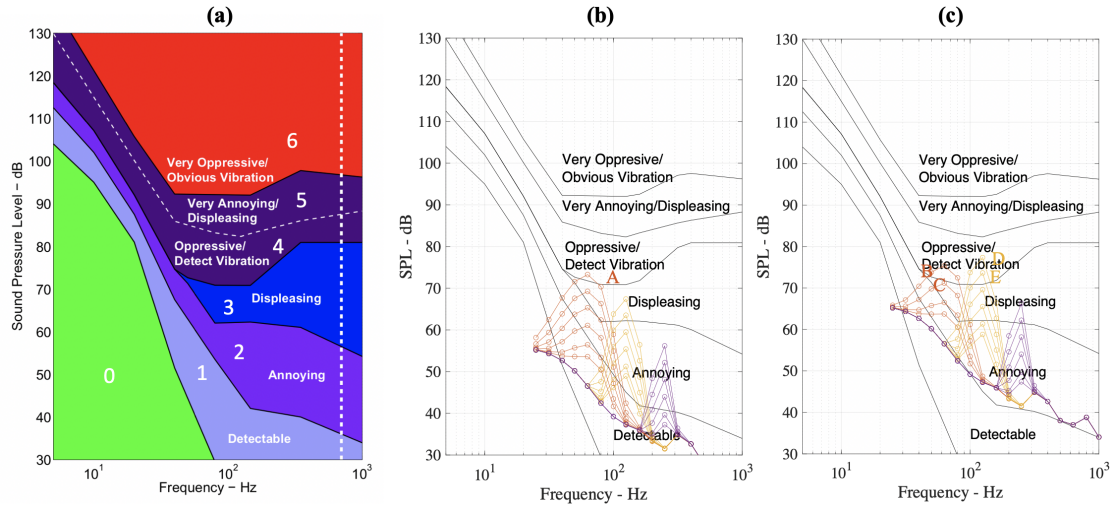 (a)
130
120
110
100
90
80
70
60
50
40
30
Sound Pressure Level – dB
6
Very Oppressive/
Obvious Vibration
5
Very Annoying/
Displeasing
4
Oppressive/
Detect Vibration
3
Displeasing
2
Annoying
0
1
Detectable
10¹
10²
10³
Frequency – Hz
(b)
130
120
110
100
90
80
70
60
50
40
30
SPL - dB
Very Oppresive/
Obvious Vibration
Very Annoying/Displeasing
Oppressive/
Detect Vibration
A
Displeasing
Annoying
Detectable
10¹
10²
10³
Frequency - Hz
(c)
130
120
110
100
90
80
70
60
50
40
30
SPL - dB
Very Oppresive/
Obvious Vibration
Very Annoying/Displeasing
Oppressive/
Detect Vibration
B
C
D
E
Displeasing
Annoying
Detectable
10¹
10²
10³
Frequency - Hz